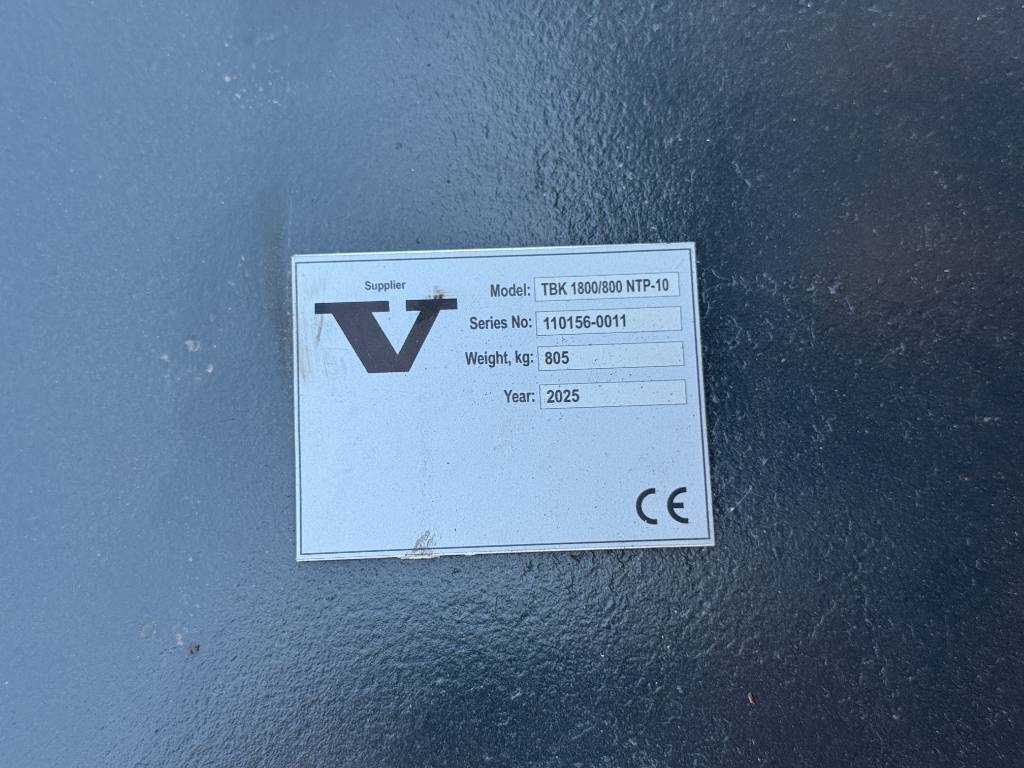 Supplier
V
Model: TBK 1800/800 NTP-10
Series No: 110156-0011
Weight, kg: 805
Year: 2025
CE